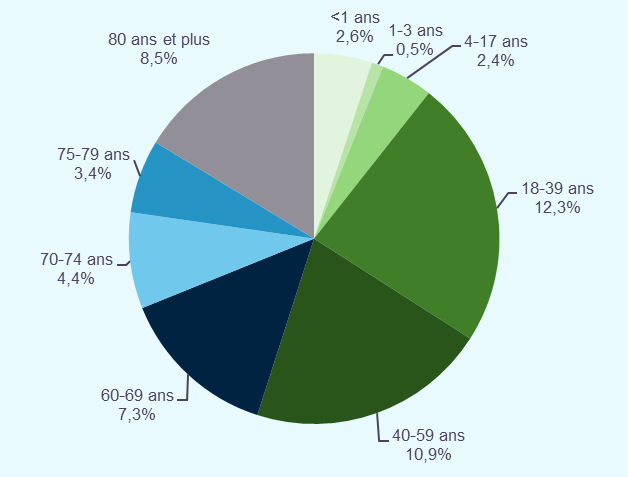 <1 ans
2,6%
1-3 ans
0,5%
4-17 ans
2,4%
18-39 ans
12,3%
40-59 ans
10,9%
60-69 ans
7,3%
70-74 ans
4,4%
75-79 ans
3,4%
80 ans et plus
8,5%